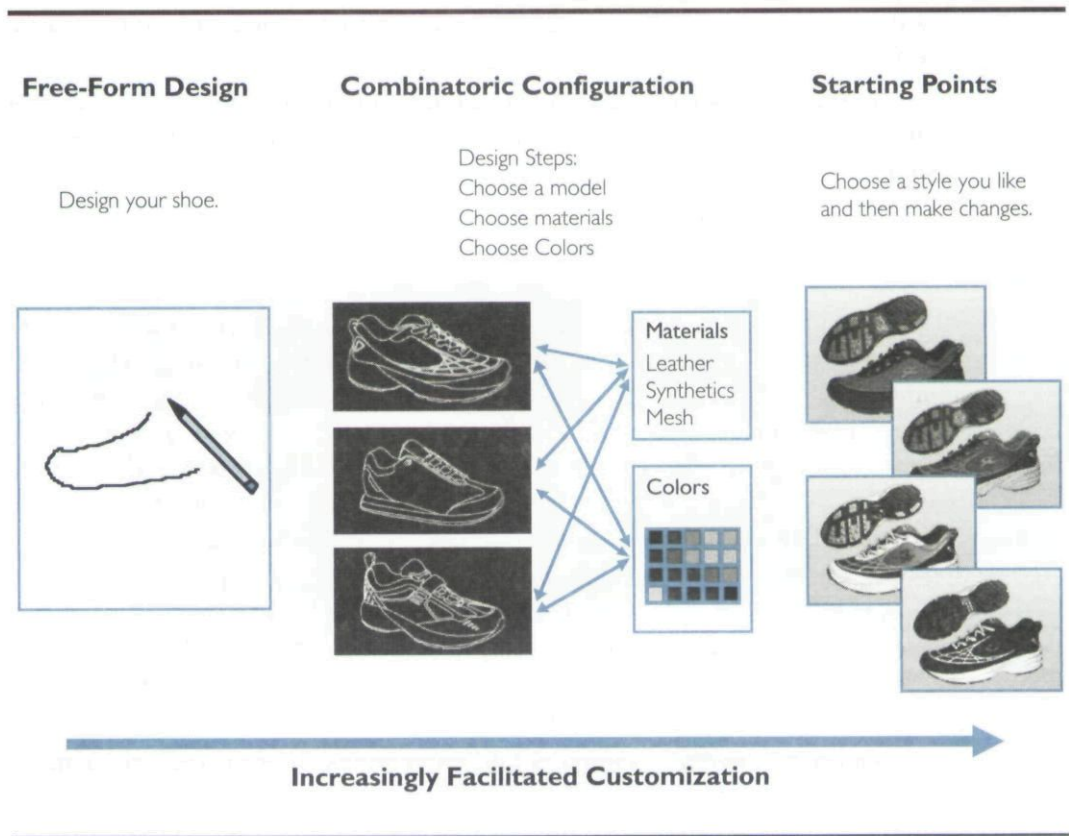 Free-Form Design
Design your shoe.
Combinatoric Configuration
Design Steps:
Choose a model
Choose materials
Choose Colors
Materials
Leather
Synthetics
Mesh
Colors
Starting Points
Choose a style you like
and then make changes.
Increasingly Facilitated Customization